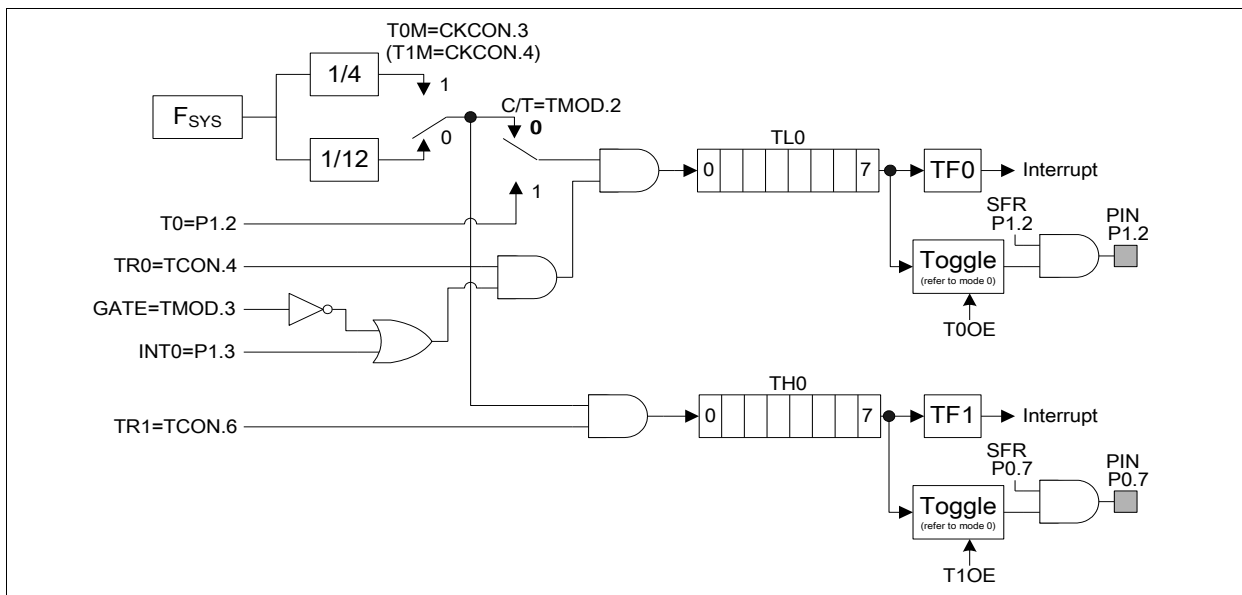 T0M=CKCON.3
(T1M=CKCON.4)
1/4
1
FSYS
C/T=TMOD.2
0
0
1/12
1
TL0
0 7
TF0
Interrupt
T0=P1.2
SFR
P1.2
PIN
P1.2
TR0=TCON.4
Toggle
(refer to mode 0)
GATE=TMOD.3
T0OE
INT0=P1.3
TH0
0 7
TF1
Interrupt
TR1=TCON.6
SFR
P0.7
PIN
P0.7
Toggle
(refer to mode 0)
T1OE